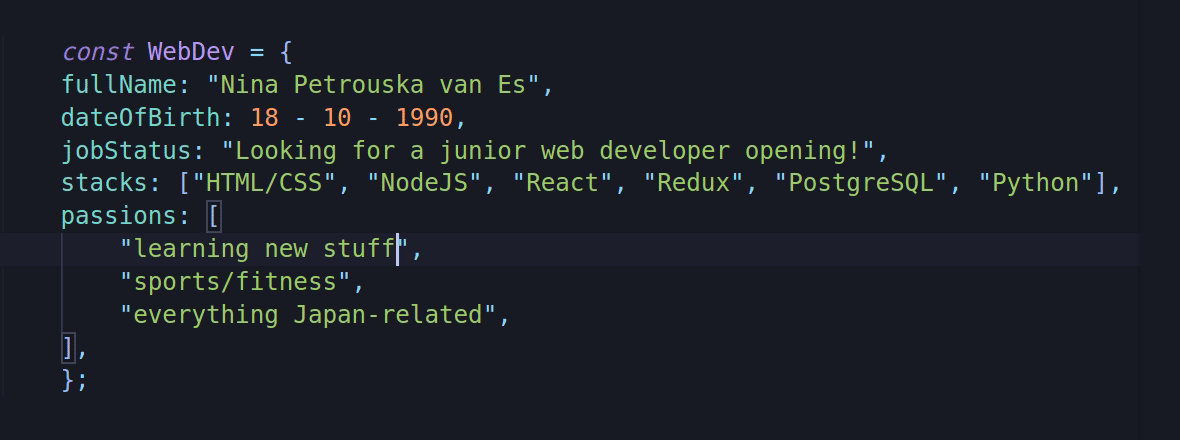 const WebDev = {
fullName: "Nina Petrouska van Es",
dateOfBirth: 18 - 10 - 1990,
jobStatus: "Looking for a junior web developer opening!",
stacks: ["HTML/CSS", "NodeJS", "React", "Redux", "PostgreSQL", "Python"],
passions: [
    "learning new stuff",
    "sports/fitness",
    "everything Japan-related",
],
};